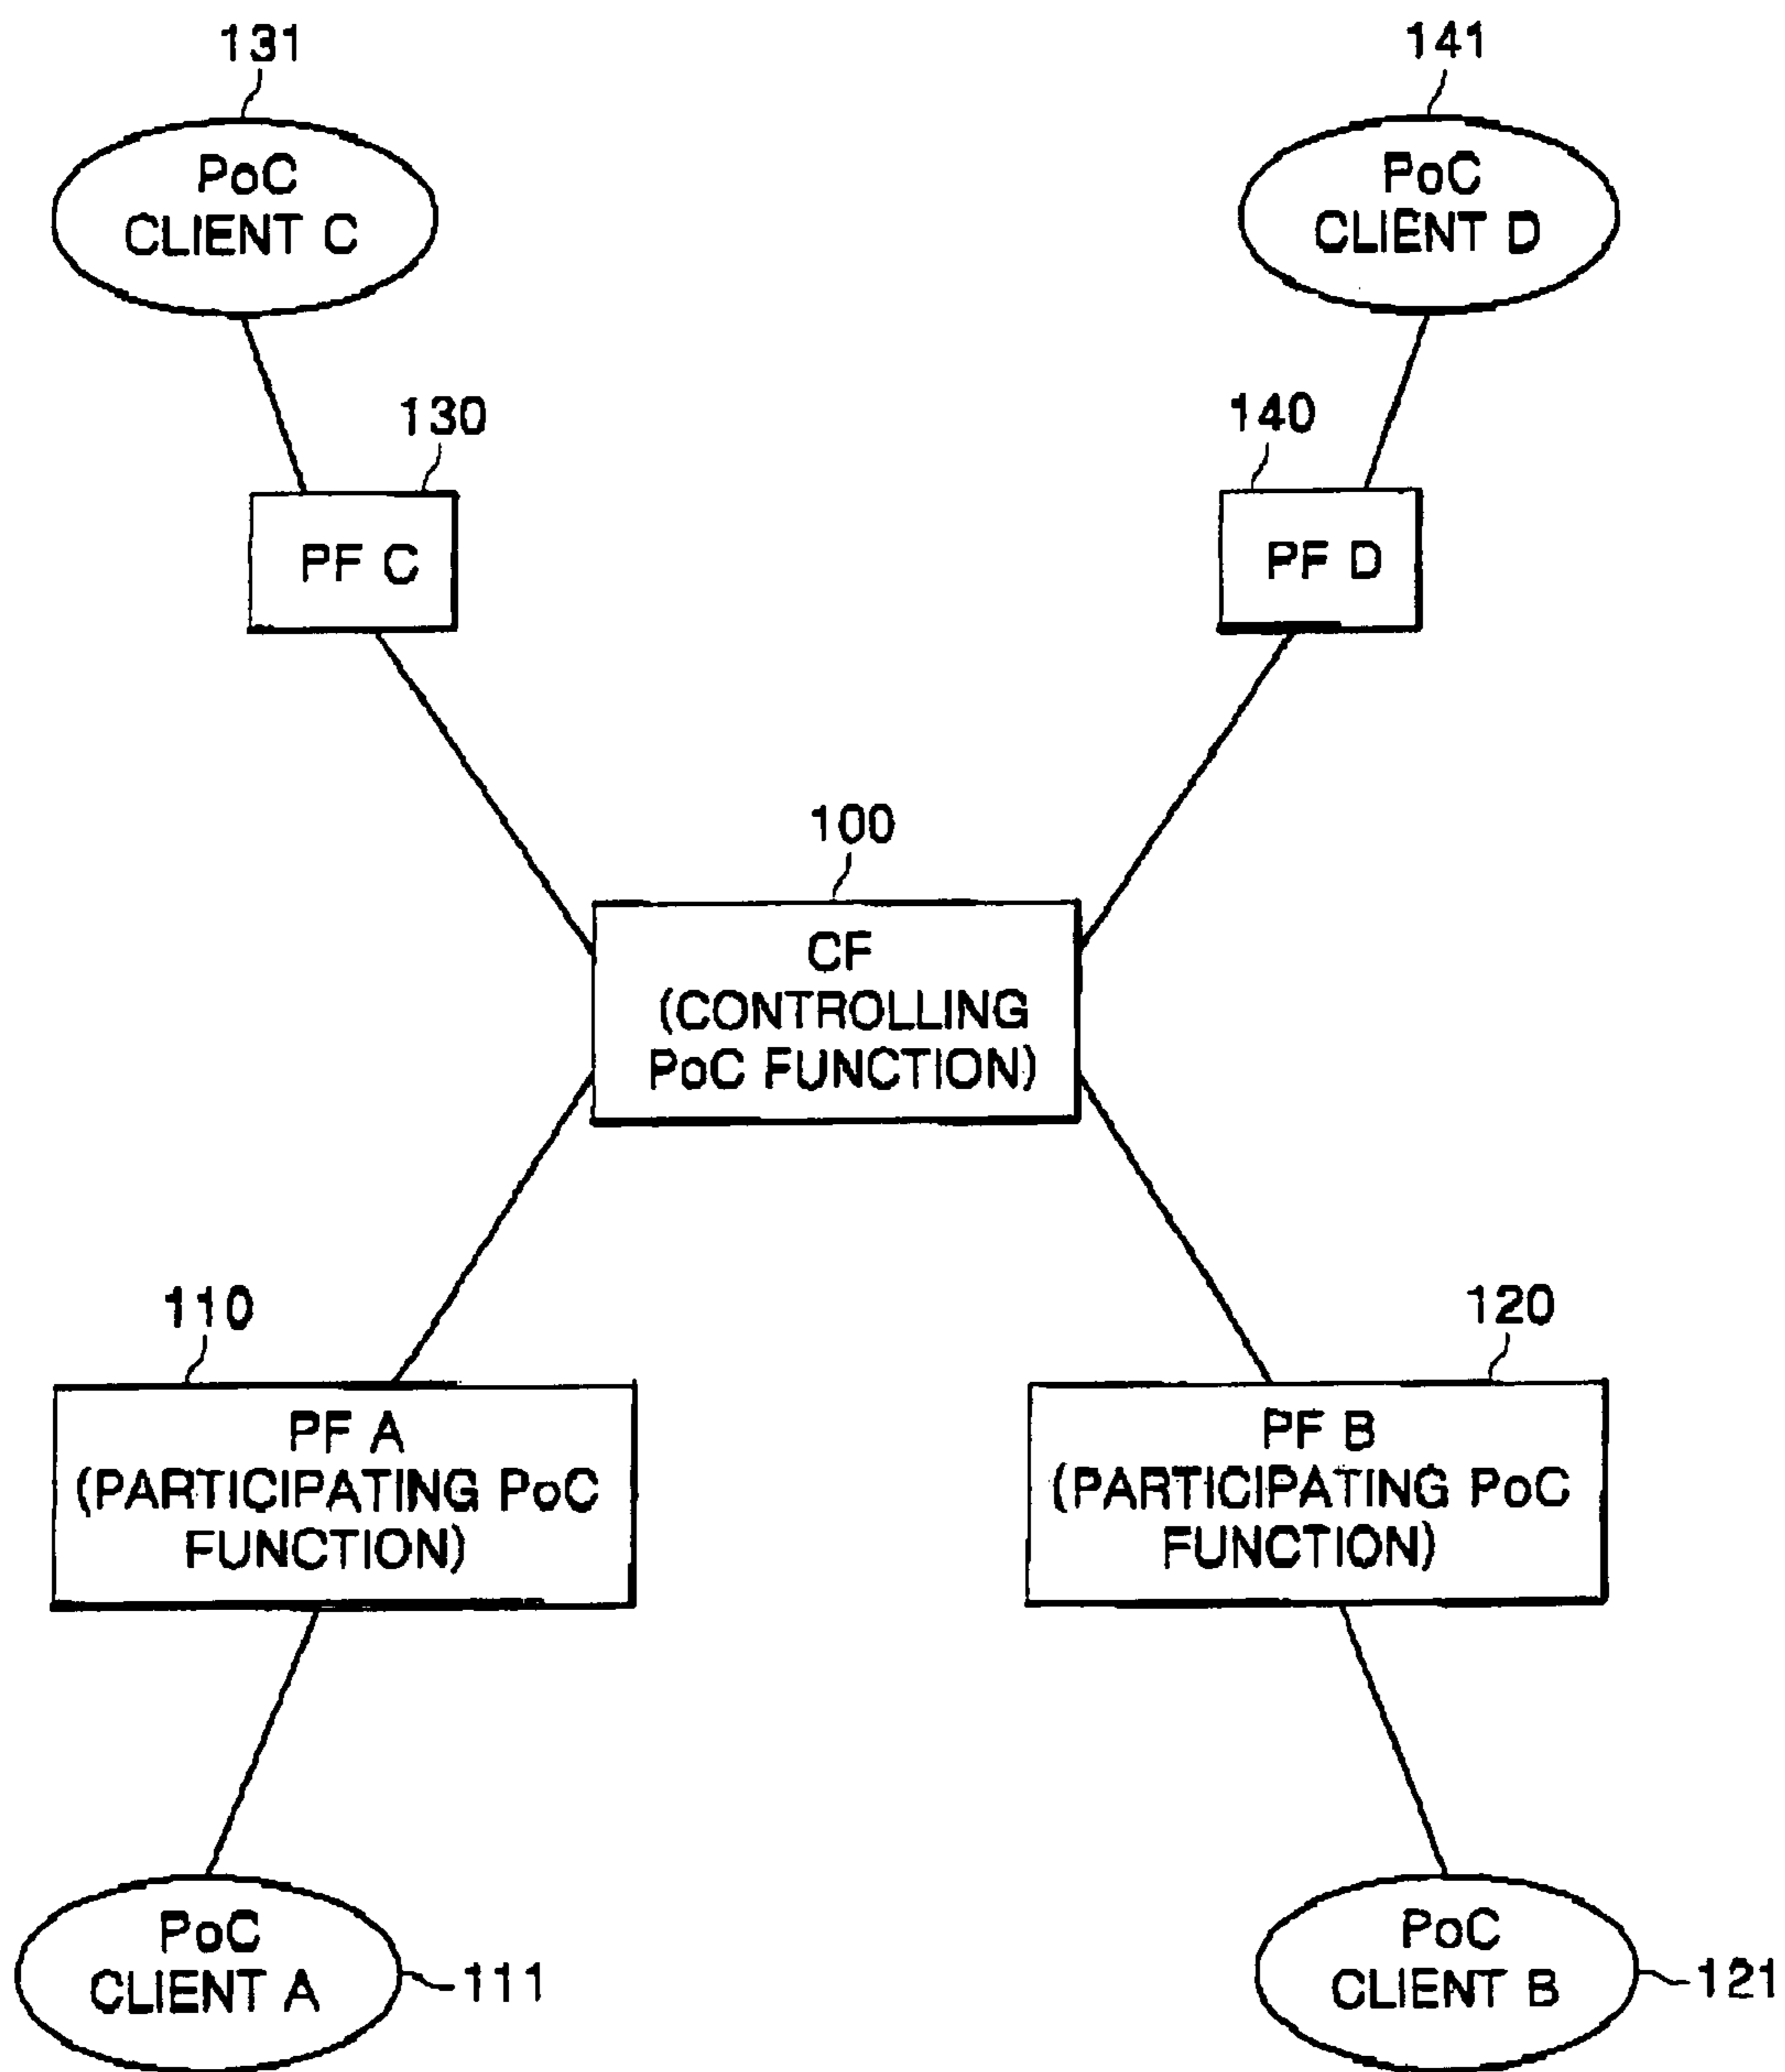 131
141
PoC
CLIENT C
PoC
CLIENT D
130
140
PF C
PF D
100
CF
(CONTROLLING
PoC FUNCTION)
110
120
PF A
(PARTICIPATING PoC
FUNCTION)
PF B
(PARTICIPATING PoC
FUNCTION)
PoC
CLIENT A
111
PoC
CLIENT B
121